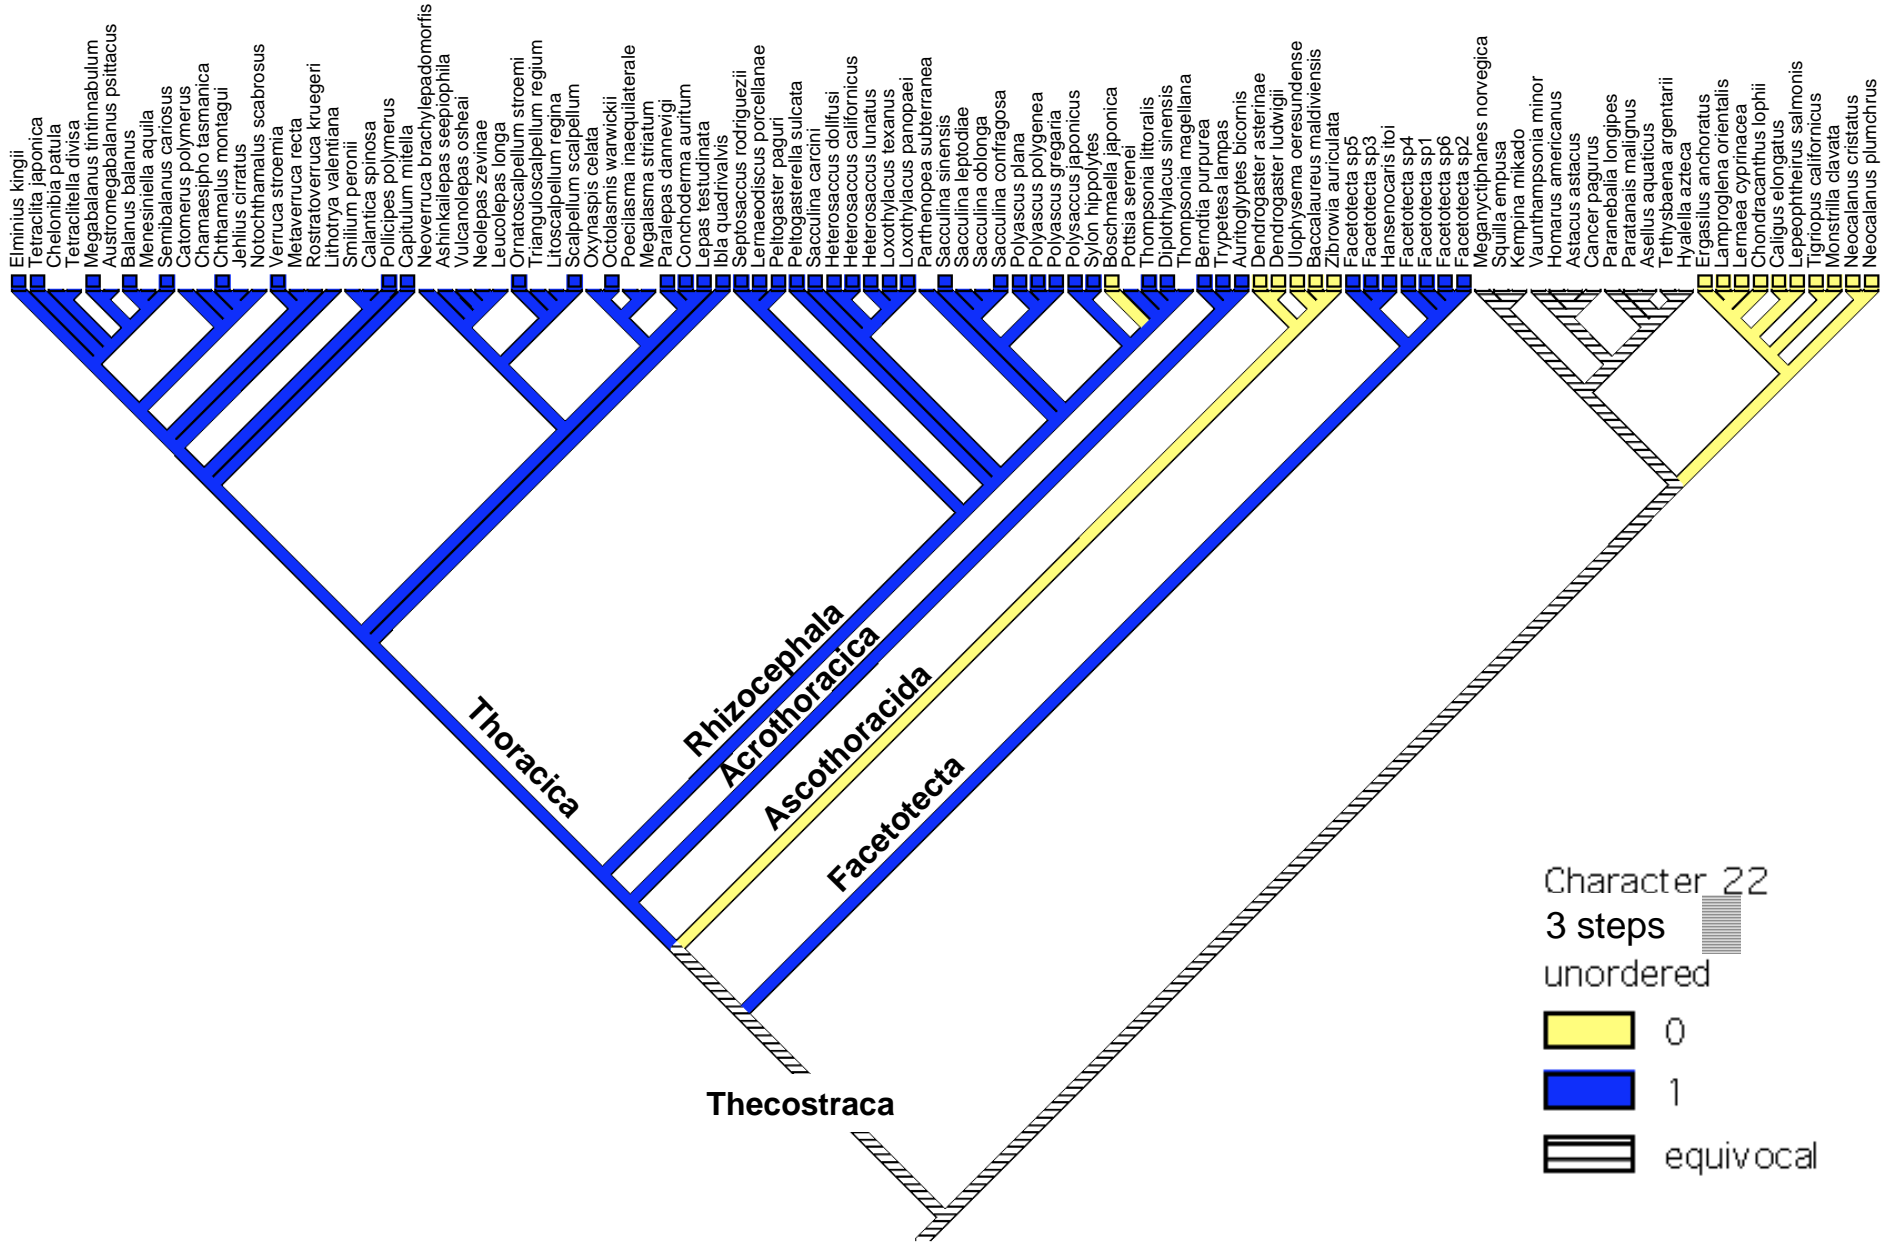 Elminius kingii
Tetraclita japonica
Chelonibia patula
Tetraclitella divisa
Megabalanus tintinnabulum
Austromegabalanus psittacus
Balanus balanus
Menesiniella aquila
Semibalanus cariosus
Catomerus polymerus
Chamaesipho tasmanica
Chthamalus montagui
Jehlius cirratus
Notochthamalus scabrosus
Verruca stroemia
Metaverruca recta
Rostratoverruca kruegeri
Lithotrya valentiana
Smilium peronii
Calantica spinosa
Pollicipes polymerus
Capitulum mitella
Neoverruca brachylepadomorfis
Ashinkailepas seepiophila
Vulcanolepas osheai
Neolepas zevinae
Leucolepas longa
Ornatoscalpellum stroemi
Trianguloscalpellum regium
Litoscalpellum regina
Scalpellum scalpellum
Oxynaspis celata
Octolasmis warwickii
Poecilasma inaequilaterale
Megalasma striatum
Paralepas dannevigi
Conchoderma auritum
Lepas testudinata
Ibla quadrivalvis
Septosaccus rodriguezii
Lernaeodiscus porcellanae
Peltogaster paguri
Peltogasterella sulcata
Sacculina carcini
Heterosaccus dollfusi
Heterosaccus californicus
Heterosaccus lunatus
Loxothylacus texanus
Loxothylacus panopaei
Parthenopea subterranea
Sacculina sinensis
Sacculina leptodiae
Sacculina oblonga
Sacculina confragosa
Polyascus plana
Polyascus polygenea
Polyascus gregaria
Polysaccus japonicus
Sylon hippolytes
Boschmaella japonica
Pottsia serenei
Thompsonia littoralis
Diplothylacus sinensis
Thompsonia magellana
Berndtia purpurea
Trypetesa lampas
Auritoglyptes bicornis
Dendrogaster asterinae
Dendrogaster ludwigii
Ulophysema oeresundense
Baccalaureus maldiviensis
Zibrowia auriculata
Facetotecta sp5
Facetotecta sp3
Hansenocaris itoi
Facetotecta sp4
Facetotecta sp1
Facetotecta sp6
Facetotecta sp2
Meganyctiphanes norvegica
Squilla empusa
Kempina mikado
Vaunthomsonia minor
Homarus americanus
Astacus astacus
Cancer pagurus
Paranebalia longipes
Paratanais malignus
Asellus aquaticus
Tethysbaena argentarii
Hyalella azteca
Ergasilus anchoratus
Lamproglena orientalis
Lernaea cyprinacea
Chondracanthus lophii
Caligus elongatus
Lepeophtheirus salmonis
Tigriopus californicus
Monstrilla clavata
Neocalanus cristatus
Neocalanus plumchrus
Thoracica
Rhizocephala
Acrothoracica
Ascothoracida
Facetotecta
Thecostraca
Character 22
3 steps
unordered
0
1
equivocal